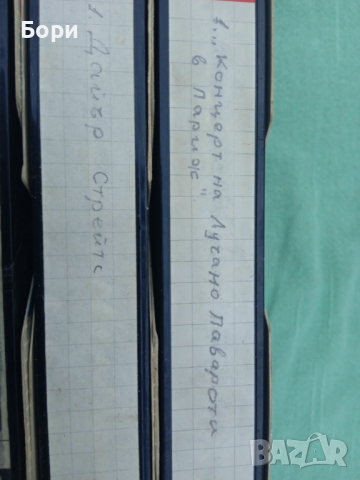 Бори
1. Дайър Стрейтс
1. „Концерт на Лучано Павароти
в Париж"
BAZAR